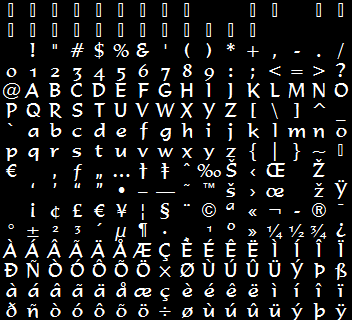 ! " # $ % & ' ( ) * + , - . /
0 1 2 3 4 5 6 7 8 9 : ; < = > ?
@ A B C D E F G H I J K L M N O
P Q R S T U V W X Y Z [ \ ] ^ _
` a b c d e f g h i j k l m n o
p q r s t u v w x y z { | } ~
€ ‚ ƒ „ … † ‡ ˆ ‰ Š ‹ Œ Ž
‘ ’ “ ” • – — ˜ ™ š › œ ž Ÿ
¡ ¢ £ ¤ ¥ ¦ § ¨ © ª « ¬ - ® ¯
° ± ² ³ ´ µ ¶ · ¸ ¹ º » ¼ ½ ¾ ¿
À Á Â Ã Ä Å Æ Ç È É Ê Ë Ì Í Î Ï
Ð Ñ Ò Ó Ô Õ Ö × Ø Ù Ú Û Ü Ý Þ ß
à á â ã ä å æ ç è é ê ë ì í î ï
ð ñ ò ó ô õ ö ÷ ø ù ú û ü ý þ ÿ